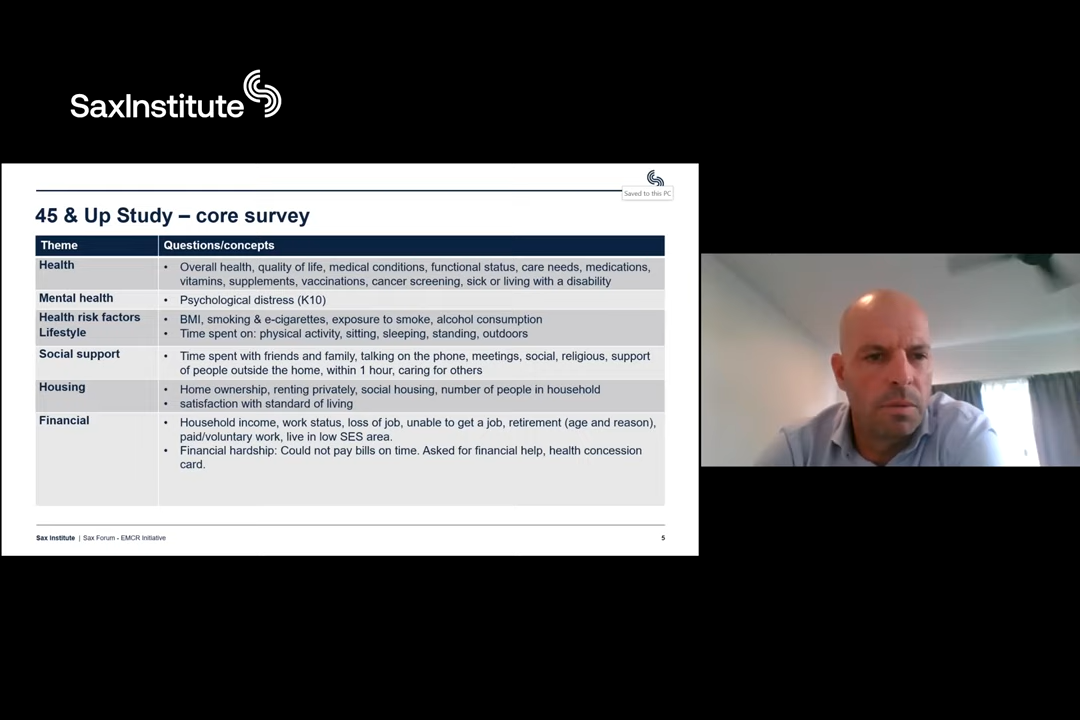 SaxInstitute
Saved to this PC
45 & Up Study – core survey
Theme
Questions/concepts
Health
• Overall health, quality of life, medical conditions, functional status, care needs, medications,
vitamins, supplements, vaccinations, cancer screening, sick or living with a disability
Mental health
• Psychological distress (K10)
Health risk factors
Lifestyle
• BMI, smoking & e-cigarettes, exposure to smoke, alcohol consumption
• Time spent on: physical activity, sitting, sleeping, standing, outdoors
Social support
• Time spent with friends and family, talking on the phone, meetings, social, religious, support
of people outside the home, within 1 hour, caring for others
Housing
• Home ownership, renting privately, social housing, number of people in household
• satisfaction with standard of living
Financial
• Household income, work status, loss of job, unable to get a job, retirement (age and reason),
paid/voluntary work, live in low SES area.
• Financial hardship: Could not pay bills on time. Asked for financial help, health concession
card.
Sax Institute | Sax Forum - EMCR Initiative
5